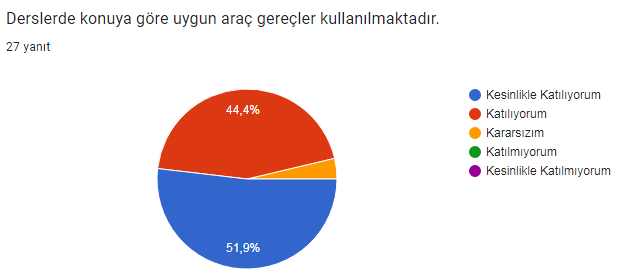 Derslerde konuya göre uygun araç gereçler kullanılmaktadır.
27 yanıt
44,4%
51,9%
Kesinlikle Katılıyorum
Katılıyorum
Kararsızım
Katılmıyorum
Kesinlikle Katılmıyorum